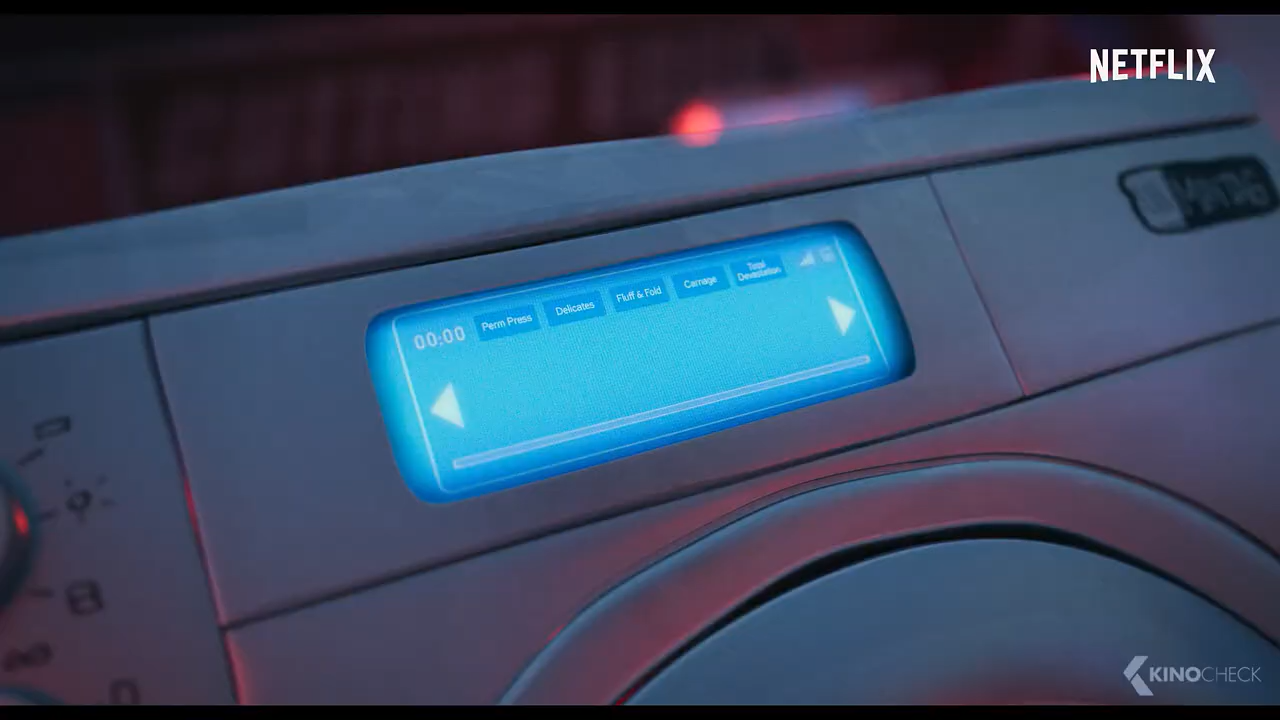 NETFLIX
00:00
Perm Press
Delicates
Fluff & Fold
Carnage
Total
Devastation
KINOCHECK